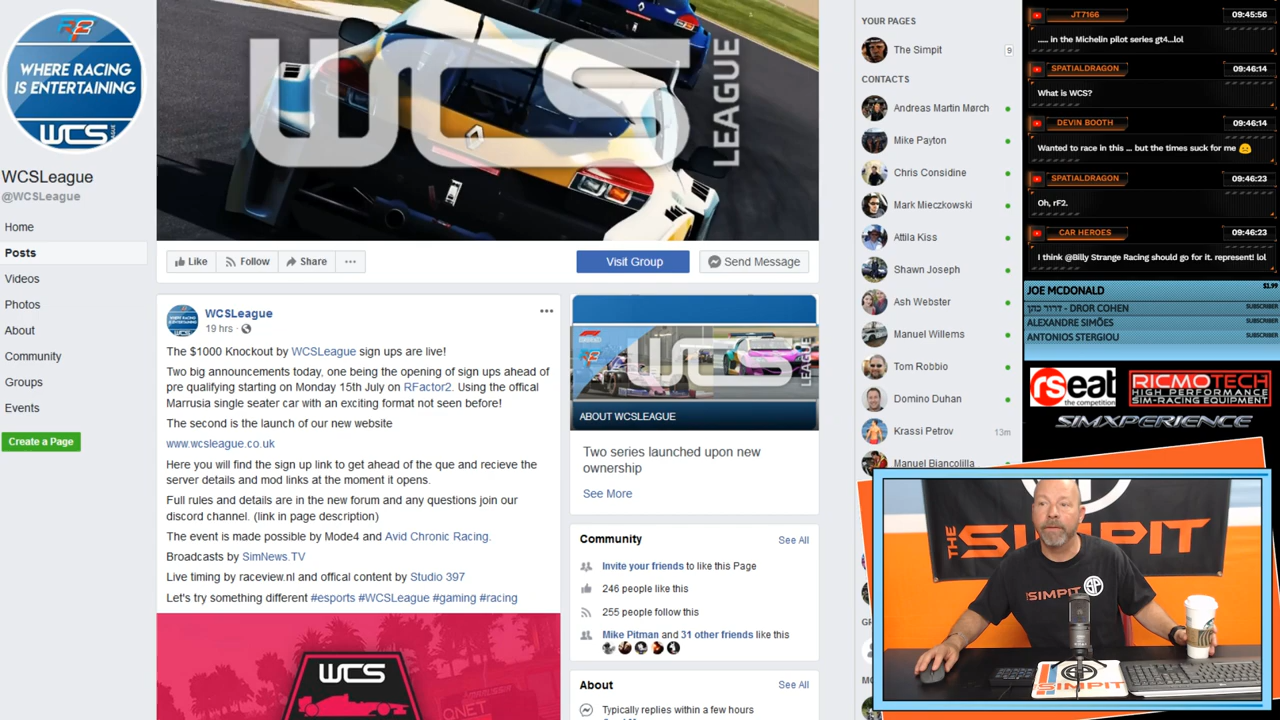 R2
WHERE RACING
IS ENTERTAINING
WCS LEAGUE
WCSLeague
@WCSLeague
Home
Posts
Videos
Photos
About
Community
Groups
Events
Create a Page
WCS LEAGUE
Like
Follow
Share
...
Visit Group
Send Message
WCSLeague
19 hrs
The $1000 Knockout by WCSLeague sign ups are live!
Two big announcements today, one being the opening of sign ups ahead of
pre qualifying starting on Monday 15th July on RFactor2. Using the offical
Marrusia single seater car with an exciting format not seen before!
The second is the launch of our new website
www.wcsleague.co.uk
Here you will find the sign up link to get ahead of the que and recieve the
server details and mod links at the moment it opens.
Full rules and details are in the new forum and any questions join our
discord channel. (link in page description)
The event is made possible by Mode4 and Avid Chronic Racing.
Broadcasts by SimNews.TV
Live timing by raceview.nl and offical content by Studio 397
Let's try something different #esports #WCSLeague #gaming #racing
WCS
R2
WCS LEAGUE
ABOUT WCSLEAGUE
Two series launched upon new
ownership
See More
Community
See All
Invite your friends to like this Page
246 people like this
255 people follow this
Mike Pitman and 31 other friends like this
About
See All
Typically replies within a few hours
YOUR PAGES
The Simpit
9
CONTACTS
Andreas Martin Mørch
Mike Payton
Chris Considine
Mark Mieczkowski
Attila Kiss
Shawn Joseph
Ash Webster
Manuel Willems
Tom Robbio
Domino Duhan
Krassi Petrov
13m
Manuel Biancolilla
JT7166
09:45:56
..... in the Michelin pilot series gt4...lol
SPATIALDRAGON
09:46:14
What is WCS?
DEVIN BOOTH
09:46:14
Wanted to race in this ... but the times suck for me
SPATIALDRAGON
09:46:23
Oh, rF2.
CAR HEROES
09:46:23
I think @Billy Strange Racing should go for it. represent! lol
JOE MCDONALD
$1.99
דרור כהן - DROR COHEN
SUBSCRIBER
ALEXANDRE SIMÕES
SUBSCRIBER
ANTONIOS STERGIOU
SUBSCRIBER
rseat
the competition
RICMOTECH
HIGH PERFORMANCE
SIM-RACING EQUIPMENT
SIMXPERIENCE
THE SIMPIT
THE SIMPIT
SIMPIT